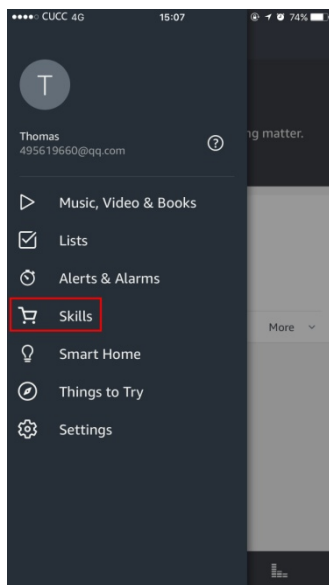 CUCC 4G 15:07 74%
T
Thomas
495619660@qq.com
ng matter.
Music, Video & Books
Lists
Alerts & Alarms
Skills
More
Smart Home
Things to Try
Settings